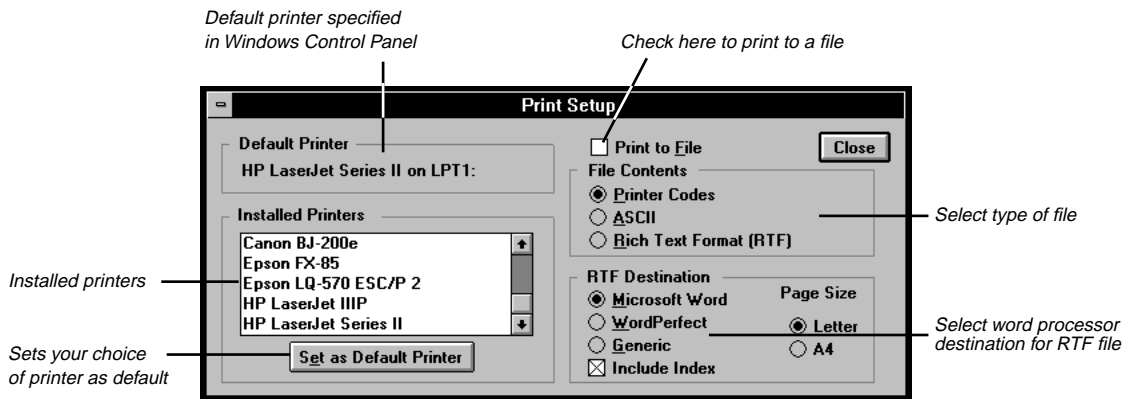 Default printer specified
in Windows Control Panel
Check here to print to a file
Print Setup
Default Printer
HP LaserJet Series II on LPT1:
Print to File
Close
File Contents
Printer Codes
ASCII
Rich Text Format (RTF)
Select type of file
Installed Printers
Canon BJ-200e
Epson FX-85
Epson LQ-570 ESC/P 2
HP LaserJet IIIP
HP LaserJet Series II
Installed printers
Set as Default Printer
Sets your choice
of printer as default
RTF Destination
Microsoft Word
WordPerfect
Generic
Include Index
Page Size
Letter
A4
Select word processor
destination for RTF file